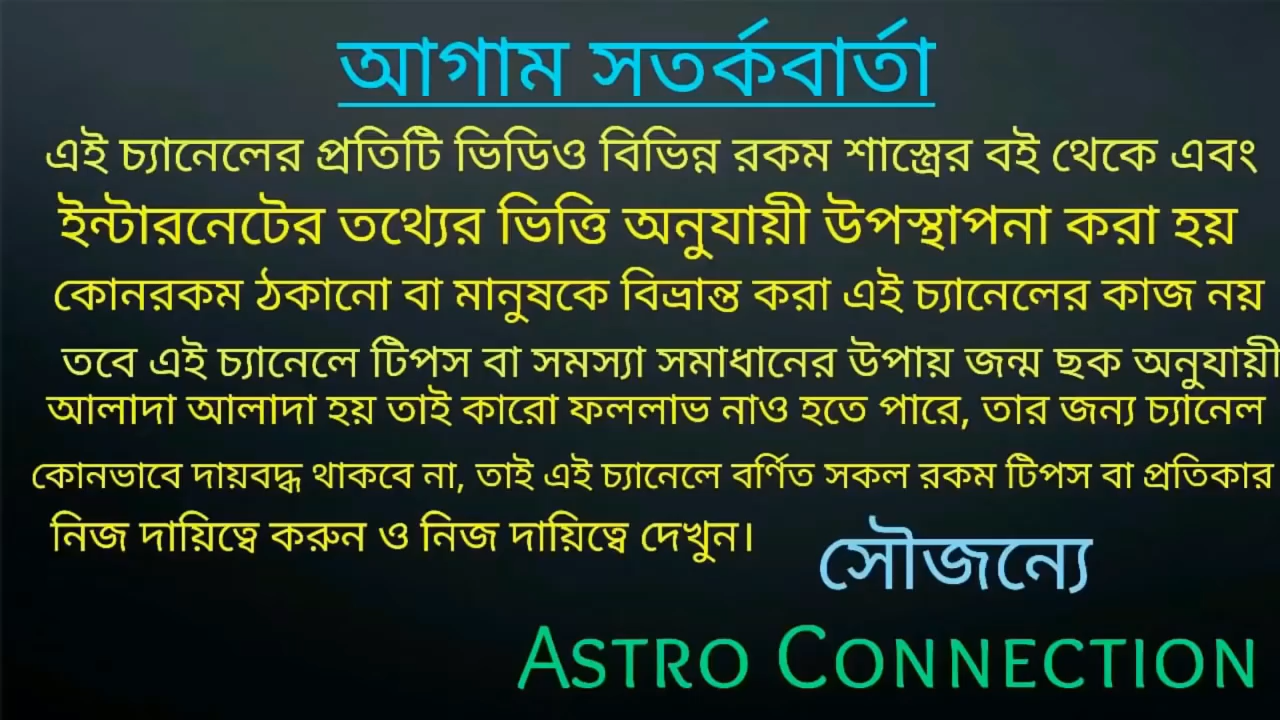 আগাম সতর্কবার্তা
এই চ্যানেলের প্রতিটি ভিডিও বিভিন্ন রকম শাস্ত্রের বই থেকে এবং
ইন্টারনেটের তথ্যের ভিত্তি অনুযায়ী উপস্থাপনা করা হয়
কোনরকম ঠকানো বা মানুষকে বিভ্রান্ত করা এই চ্যানেলের কাজ নয়
তবে এই চ্যানেলে টিপস বা সমস্যা সমাধানের উপায় জন্ম ছক অনুযায়ী
আলাদা আলাদা হয় তাই কারো ফললাভ নাও হতে পারে, তার জন্য চ্যানেল
কোনভাবে দায়বদ্ধ থাকবে না, তাই এই চ্যানেলে বর্ণিত সকল রকম টিপস বা প্রতিকার
নিজ দায়িত্বে করুন ও নিজ দায়িত্বে দেখুন।
সৌজন্যে
ASTRO CONNECTION